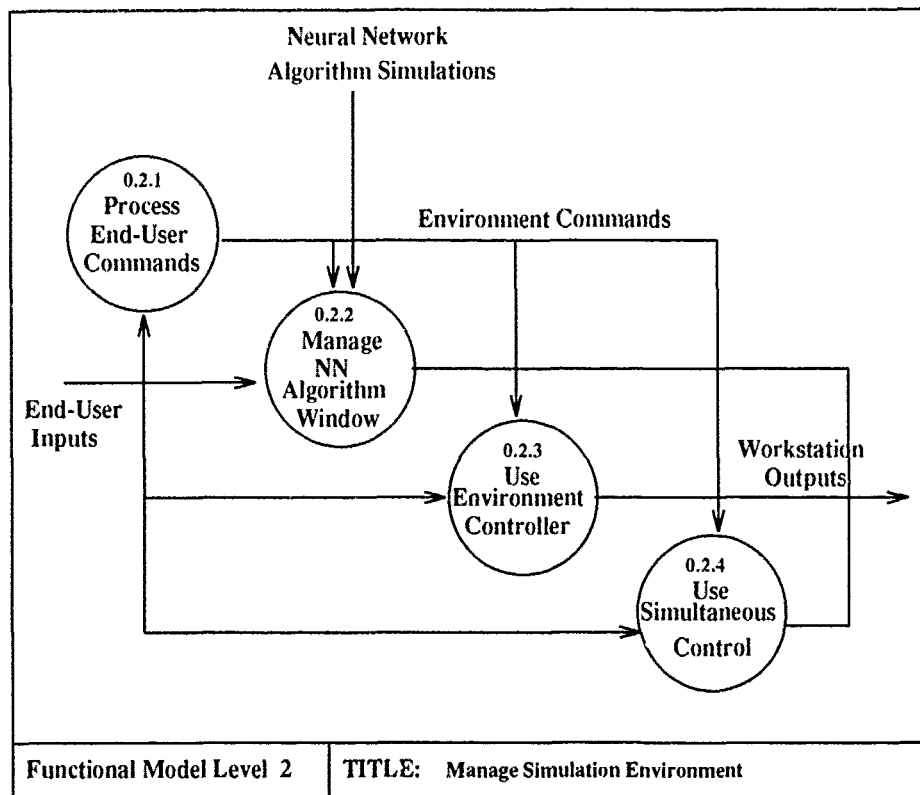 Neural Network
Algorithm Simulations
0.2.1
Process
End-User
Commands
Environment Commands
0.2.2
Manage
NN
Algorithm
Window
End-User
Inputs
0.2.3
Use
Environment
Controller
Workstation
Outputs
0.2.4
Use
Simultaneous
Control
Functional Model Level 2
TITLE: Manage Simulation Environment